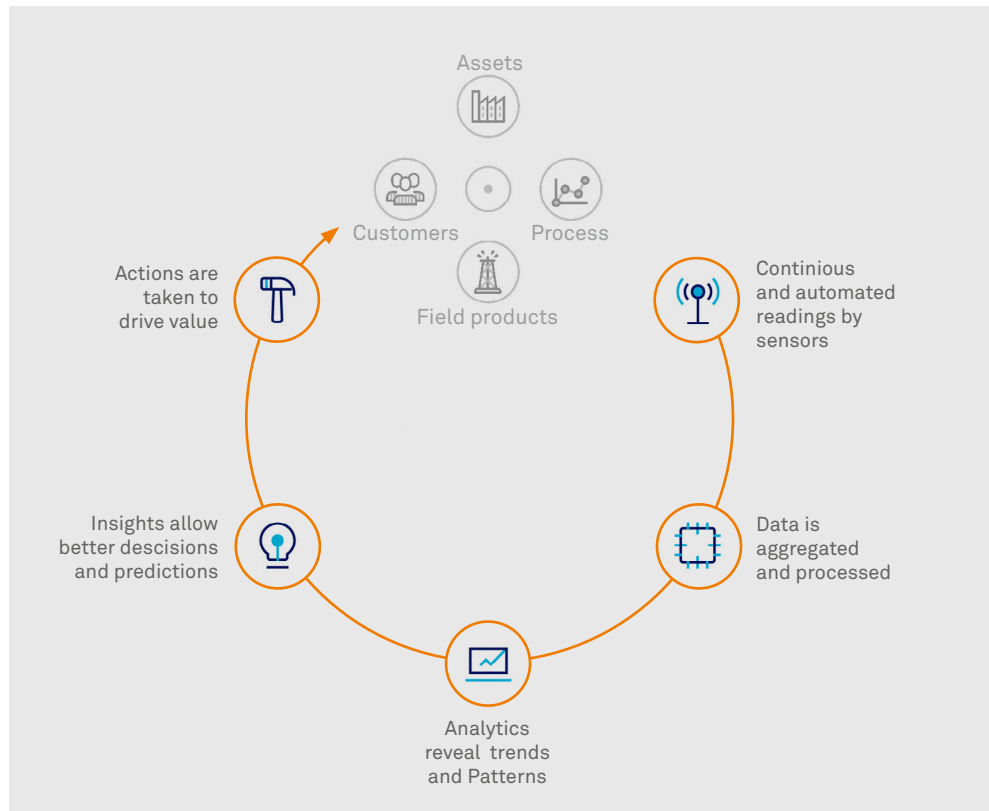 Assets
Customers
Process
Field products
Actions are
taken to
drive value
Continious
and automated
readings by
sensors
Insights allow
better descisions
and predictions
Data is
aggregated
and processed
Analytics
reveal trends
and Patterns